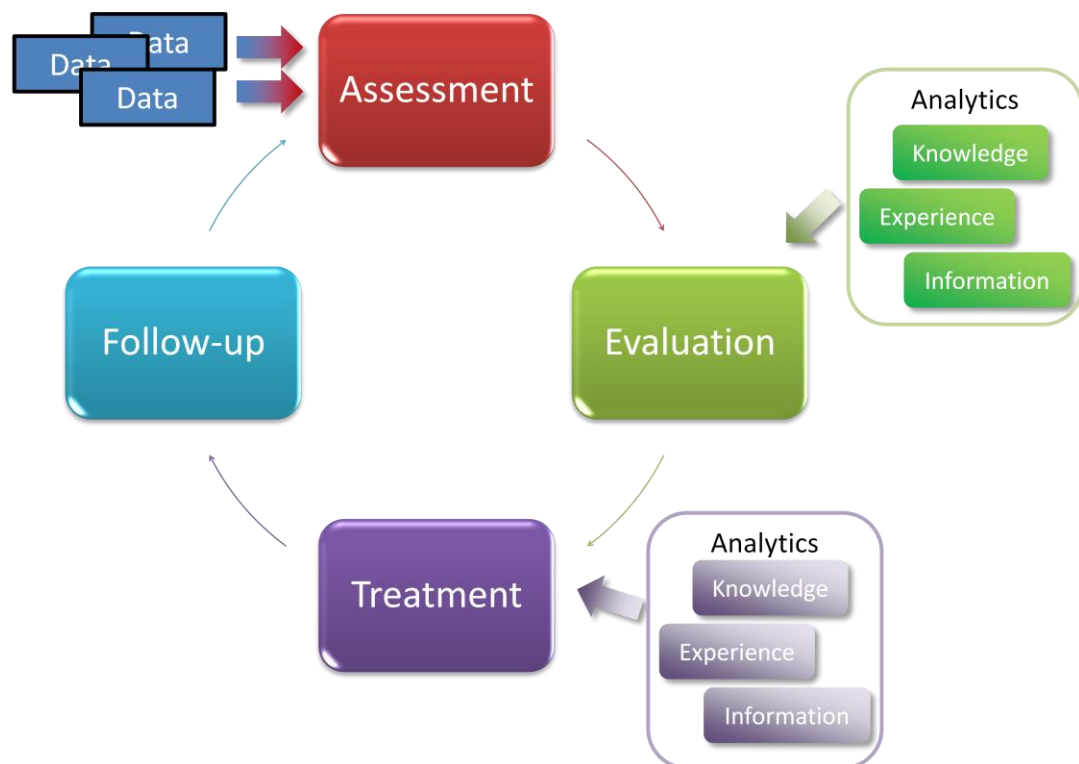 Data
Data
Data
Assessment
Analytics
Knowledge
Experience
Information
Follow-up
Evaluation
Treatment
Analytics
Knowledge
Experience
Information